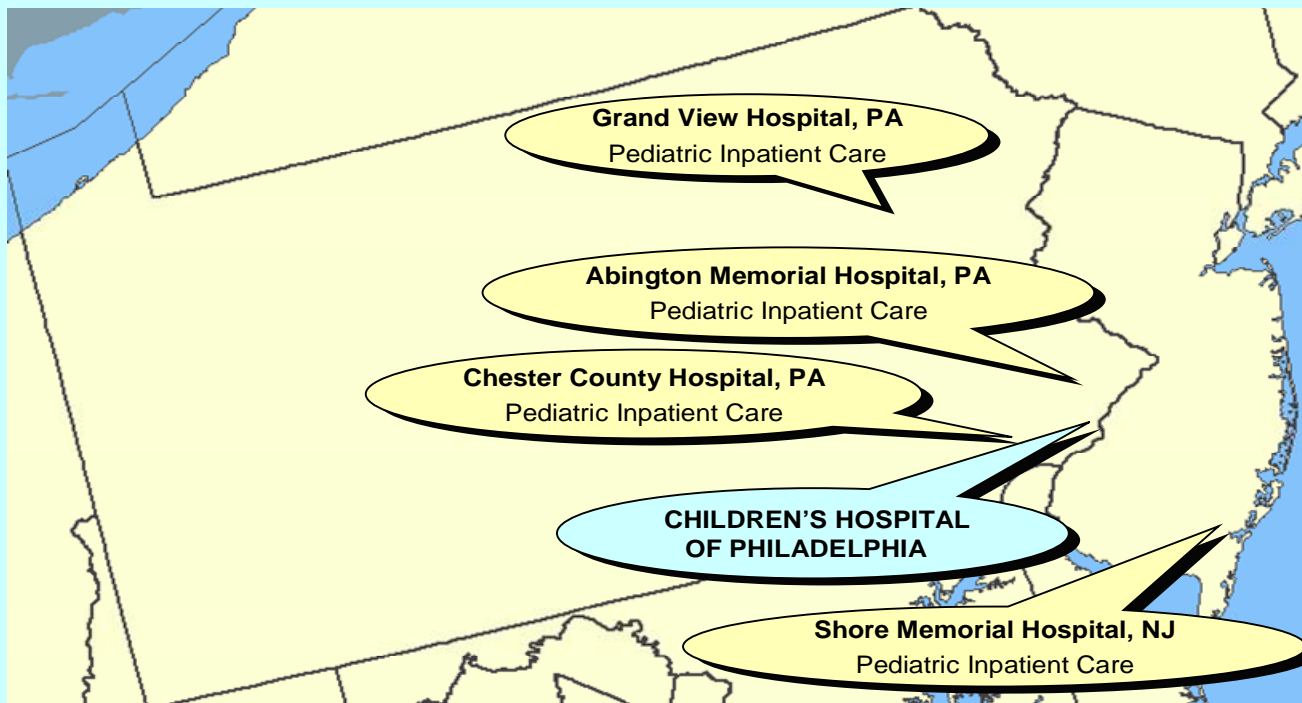 Grand View Hospital, PA
Pediatric Inpatient Care
Abington Memorial Hospital, PA
Pediatric Inpatient Care
Chester County Hospital, PA
Pediatric Inpatient Care
CHILDREN’S HOSPITAL
OF PHILADELPHIA
Shore Memorial Hospital, NJ
Pediatric Inpatient Care